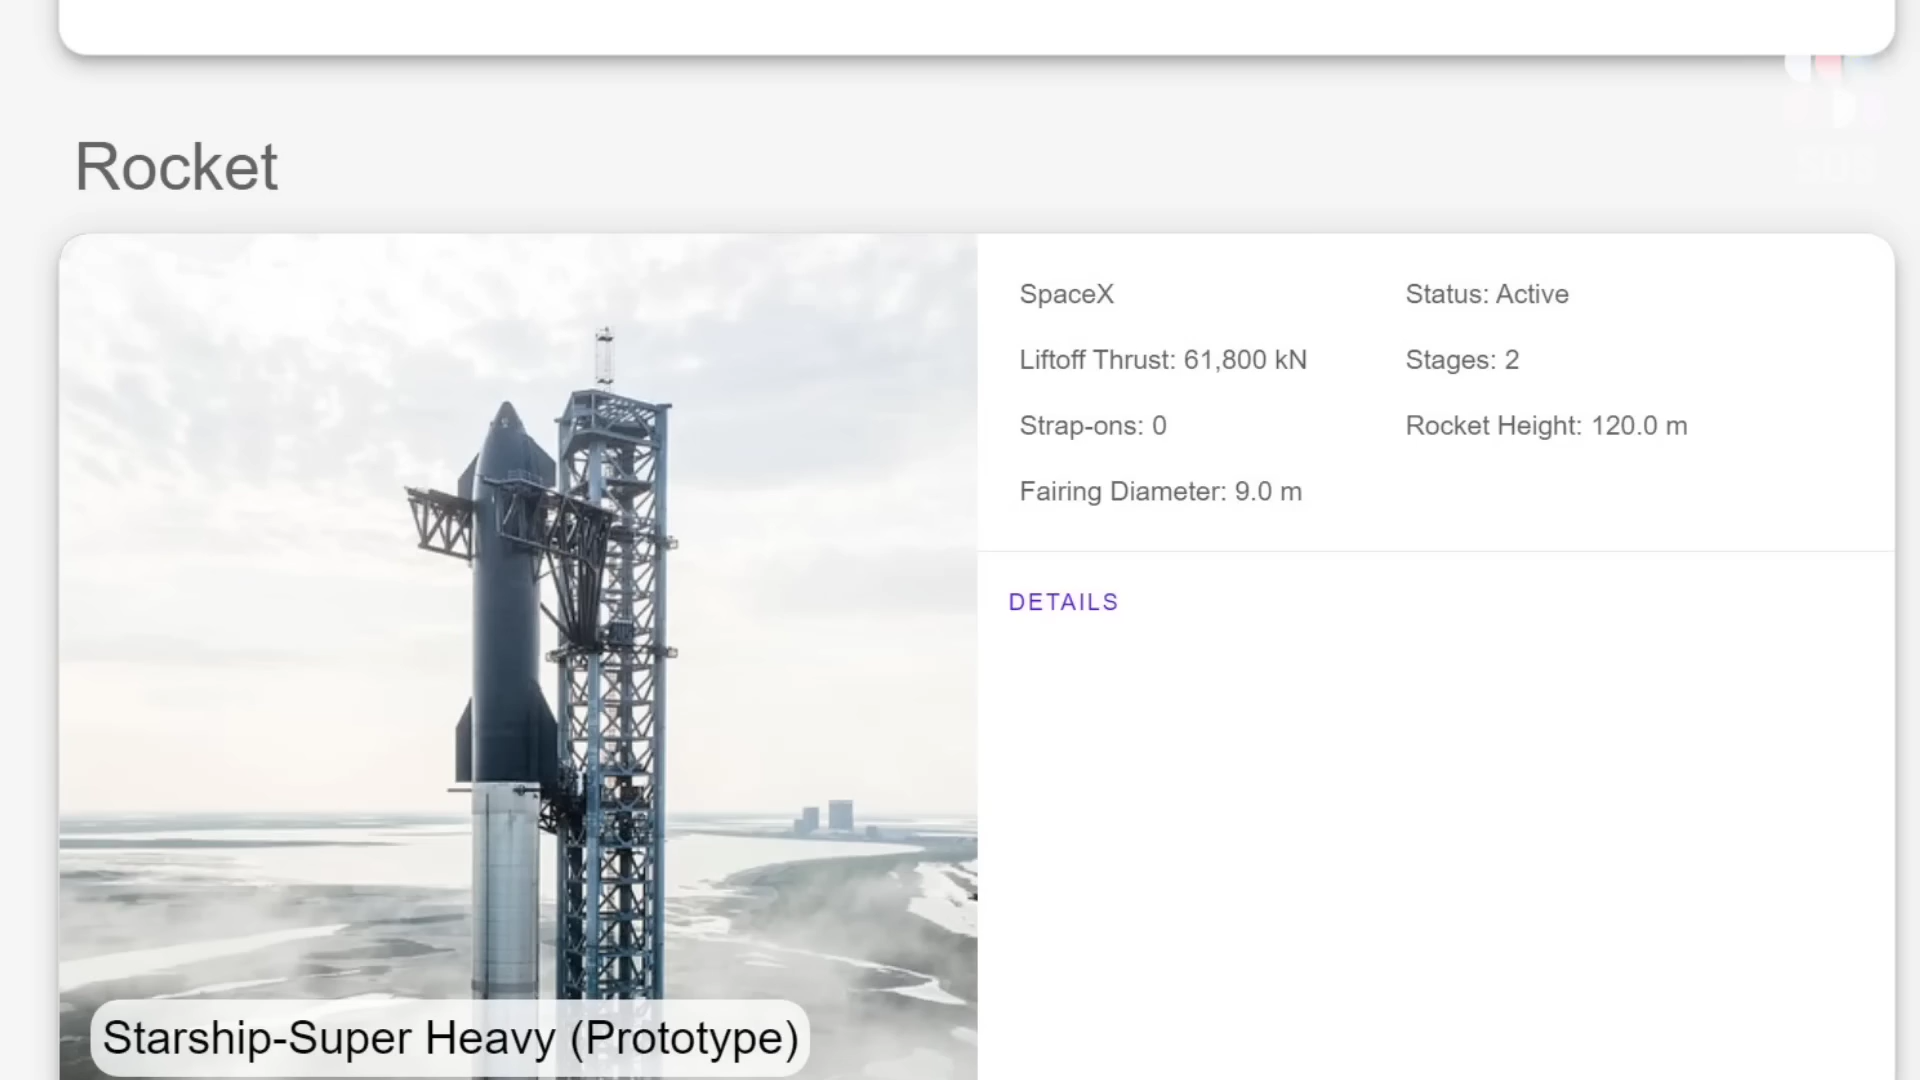 Rocket
SpaceX
Status: Active
Liftoff Thrust: 61,800 kN
Stages: 2
Strap-ons: 0
Rocket Height: 120.0 m
Fairing Diameter: 9.0 m
DETAILS
Starship-Super Heavy (Prototype)